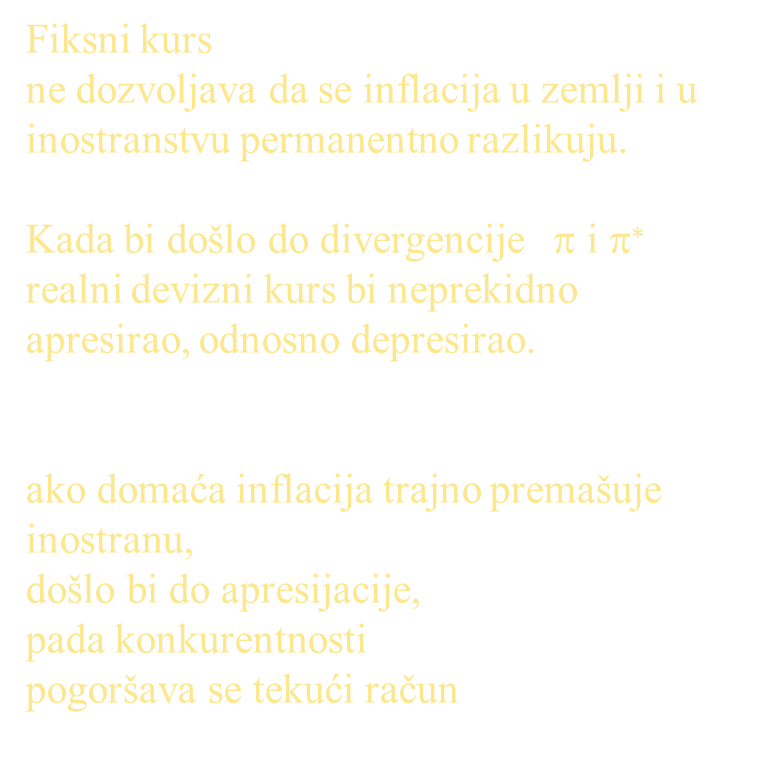 Fiksni kurs
ne dozvoljava da se inflacija u zemlji i u
inostranstvu permanentno razlikuju.
Kada bi došlo do divergencije π i π*
realni devizni kurs bi neprekidno
apresirao, odnosno depresirao.
ako domaća inflacija trajno premašuje
inostranu,
došlo bi do apresijacije,
pada konkurentnosti
pogoršava se tekući račun